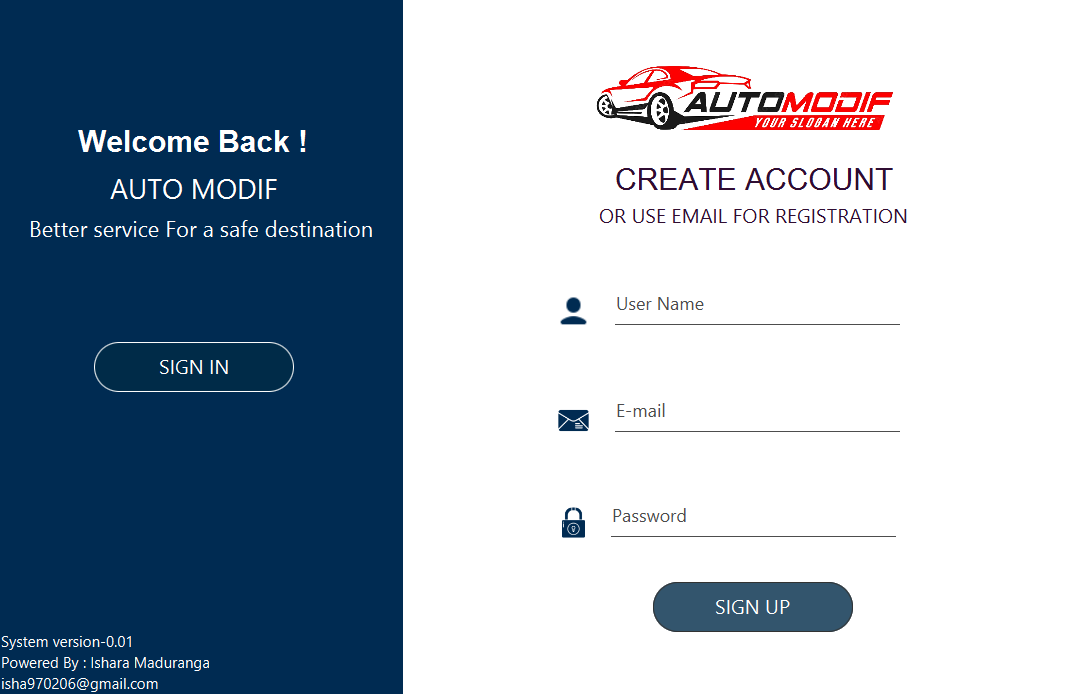 Welcome Back !
AUTO MODIF
Better service For a safe destination
SIGN IN
System version-0.01
Powered By : Ishara Maduranga
isha970206@gmail.com
AUTOMODIF
YOUR SLOGAN HERE
CREATE ACCOUNT
OR USE EMAIL FOR REGISTRATION
User Name
E-mail
Password
SIGN UP